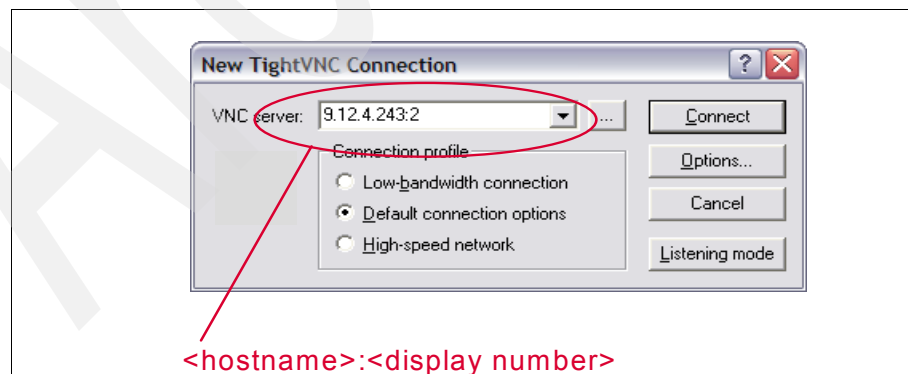 New TightVNC Connection
VNC server: 9.12.4.243:2 ... Connect
Connection profile
Low-bandwidth connection
Default connection options
High-speed network
Options...
Cancel
Listening mode
<hostname>:<display number>